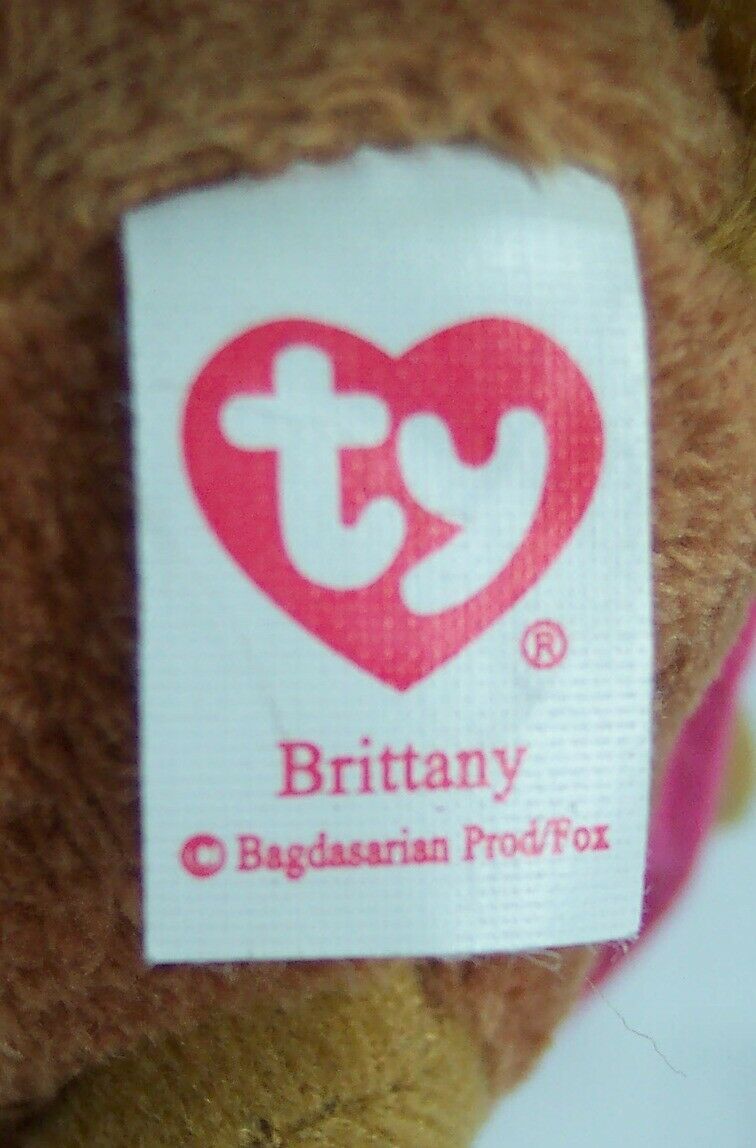 ty
®
Brittany
© Bagdasarian Prod/Fox